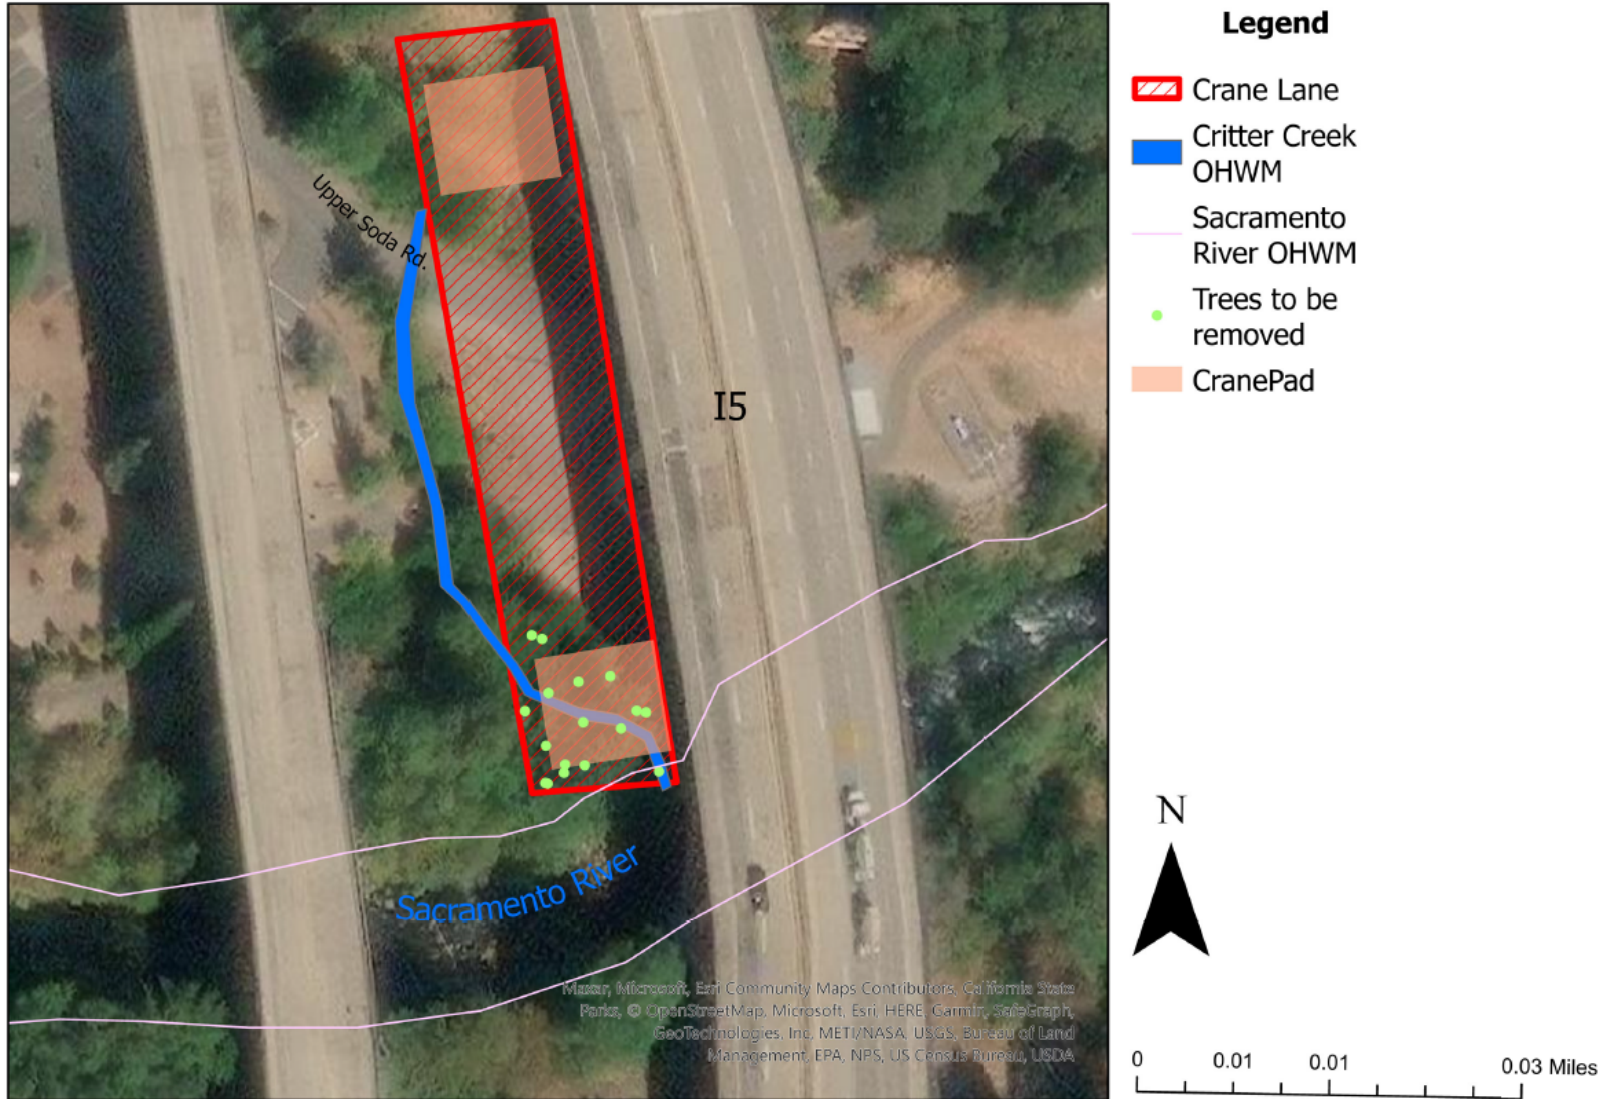 Legend
Crane Lane
Critter Creek
OHWM
Sacramento
River OHWM
Trees to be
removed
CranePad
Upper Soda Rd.
I5
Sacramento River
N
Maxar, Microsoft, Esri Community Maps Contributors, California State
Parks, © OpenStreetMap, Microsoft, Esri, HERE, Garmin, SafeGraph,
GeoTechnologies, Inc, METI/NASA, USGS, Bureau of Land
Management, EPA, NPS, US Census Bureau, USDA
0 0.01 0.01 0.03 Miles